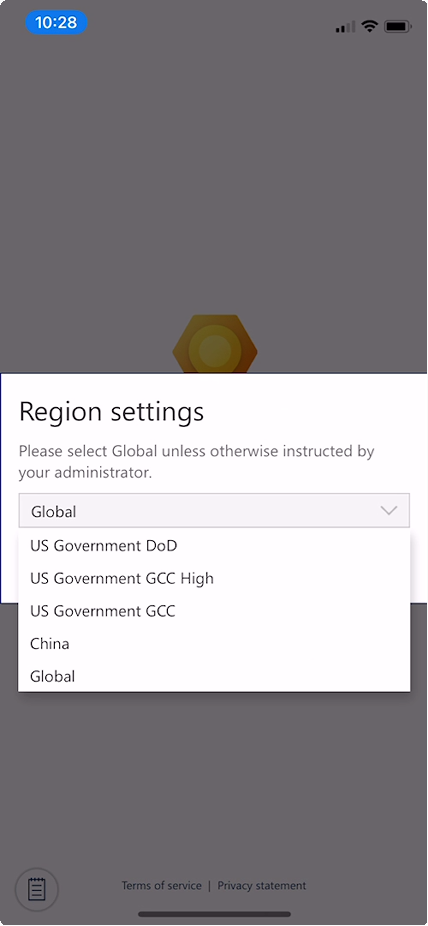 10:28
Region settings
Please select Global unless otherwise instructed by
your administrator.
Global
US Government DoD
US Government GCC High
US Government GCC
China
Global
Terms of service | Privacy statement